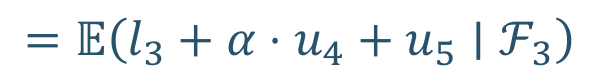 = 𝔼(l₃ + α · u₄ + u₅ | ℱ₃)